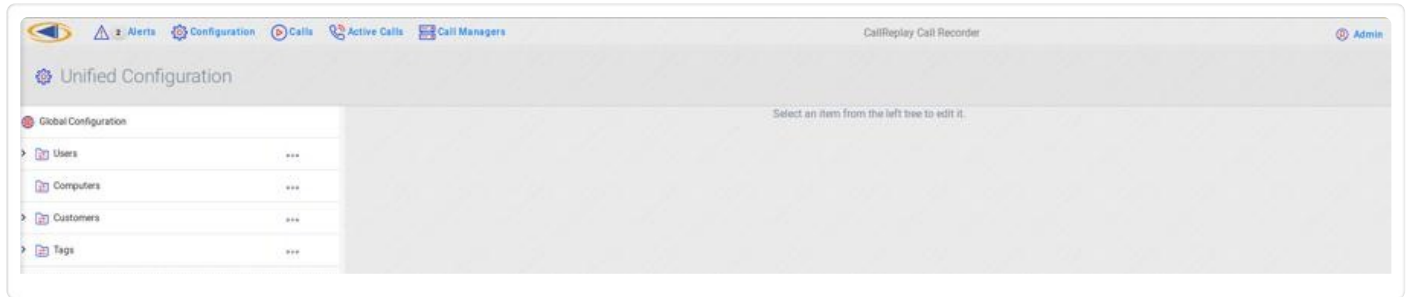 2 Alerts Configuration Calls Active Calls Call Managers CallReplay Call Recorder Admin
Unified Configuration
Global Configuration
Select an item from the left tree to edit it.
Users
Computers
Customers
Tags